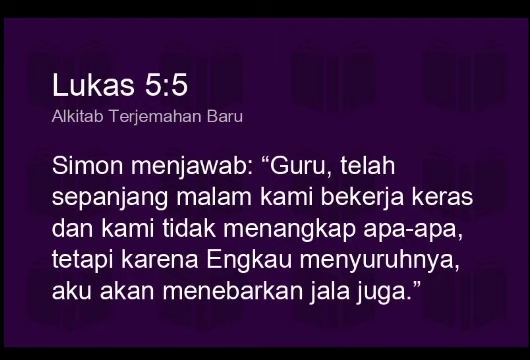 Lukas 5:5
Alkitab Terjemahan Baru
Simon menjawab: “Guru, telah
sepanjang malam kami bekerja keras
dan kami tidak menangkap apa-apa,
tetapi karena Engkau menyuruhnya,
aku akan menebarkan jala juga.”